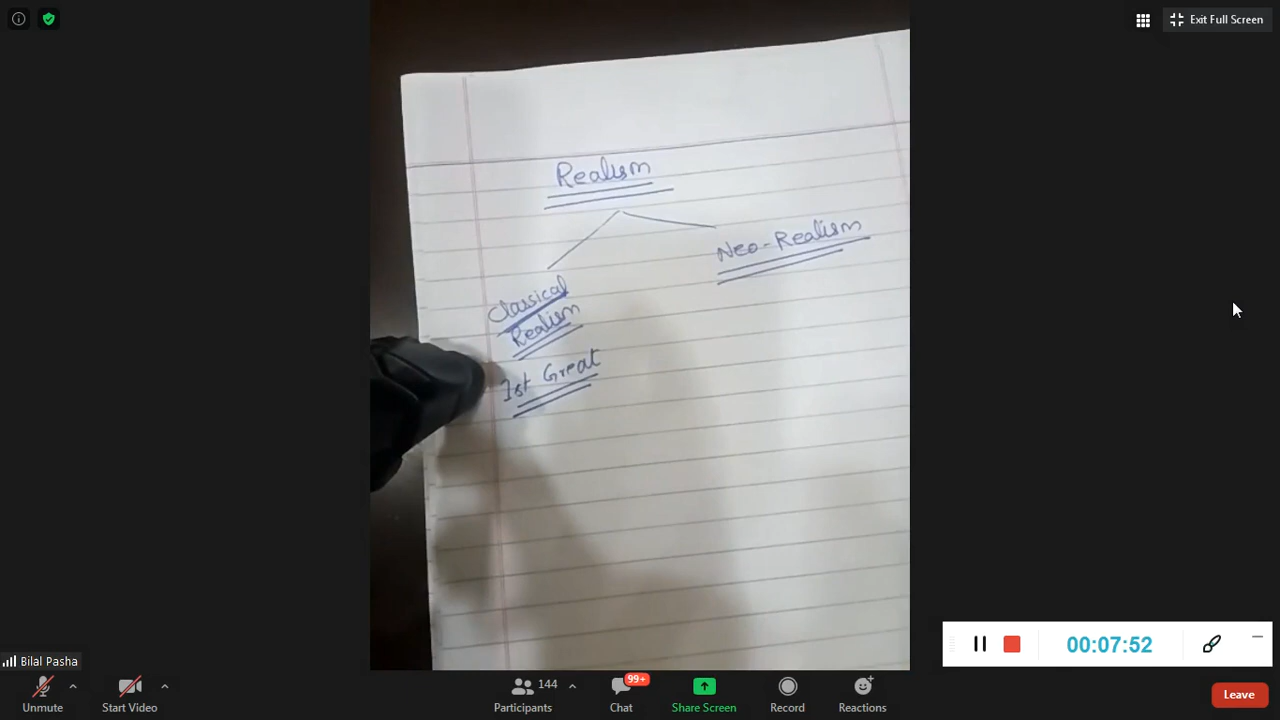 Exit Full Screen
Realism
Neo-Realism
Classical
Realism
1st Great
00:07:52
Bilal Pasha
144
99+
Unmute
Start Video
Participants
Chat
Share Screen
Record
Reactions
Leave